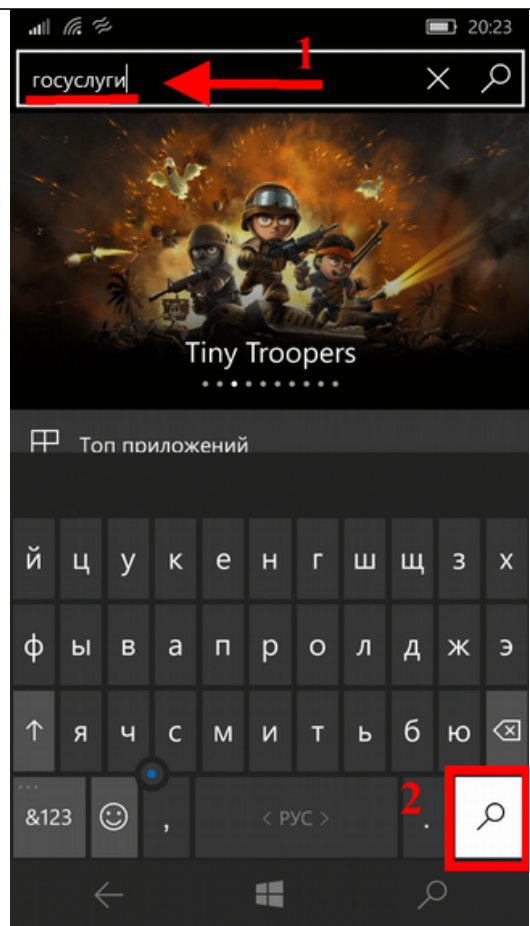 20:23
1
госуслуги
Tiny Troopers
Топ приложений
й ц у к е н г ш щ з х
ф ы в а п р о л д ж э
я ч с м и т ь б ю
2
&123 , < РУС > .